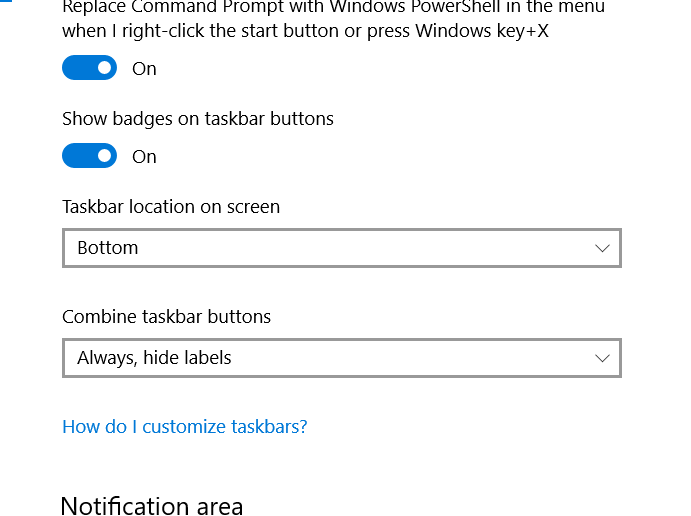 Replace Command Prompt with Windows PowerShell in the menu
when I right-click the start button or press Windows key+X
On
Show badges on taskbar buttons
On
Taskbar location on screen
Bottom
Combine taskbar buttons
Always, hide labels
How do I customize taskbars?
Notification area